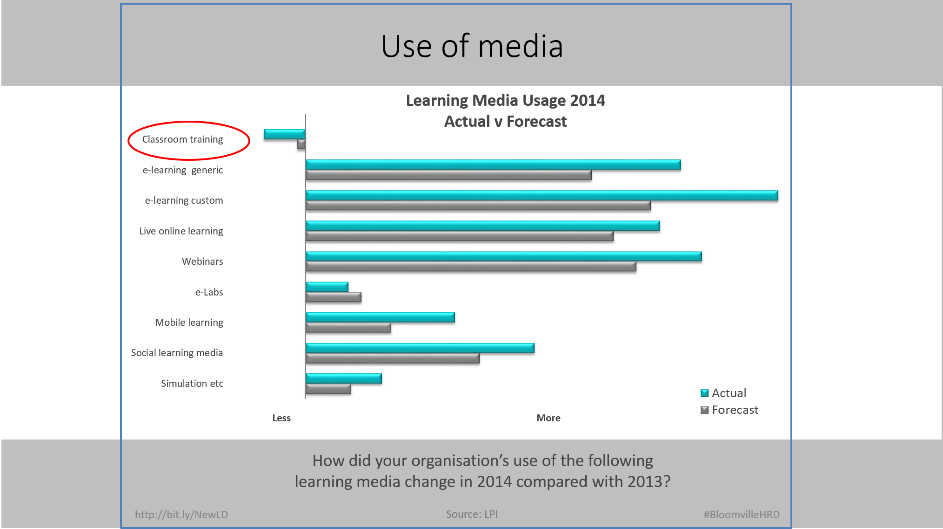 Use of media
Learning Media Usage 2014
Actual v Forecast
Classroom training
e-learning generic
e-learning custom
Live online learning
Webinars
e-Labs
Mobile learning
Social learning media
Simulation etc
Actual
Forecast
Less More
How did your organisation's use of the following
learning media change in 2014 compared with 2013?
http://bit.ly/NewLD Source: LPI #BloomvilleHRD